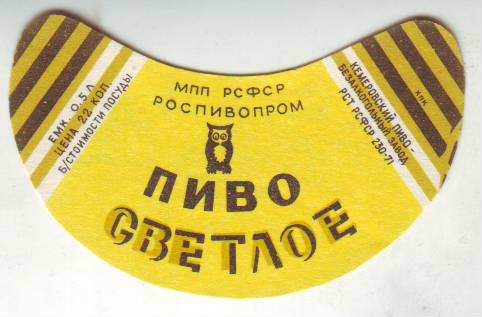 МПП РСФСР
РОСПИВОПРОМ
ПИВО
СВЕТЛОЕ
ЕМК. 0,5 Л
ЦЕНА 22 КОП.
Б/СТОИМОСТИ ПОСУДЫ
КЕМЕРОВСКИЙ ПИВО-
БЕЗАЛКОГОЛЬНЫЙ ЗАВОД
РСТ РСФСР 230-71
КПК